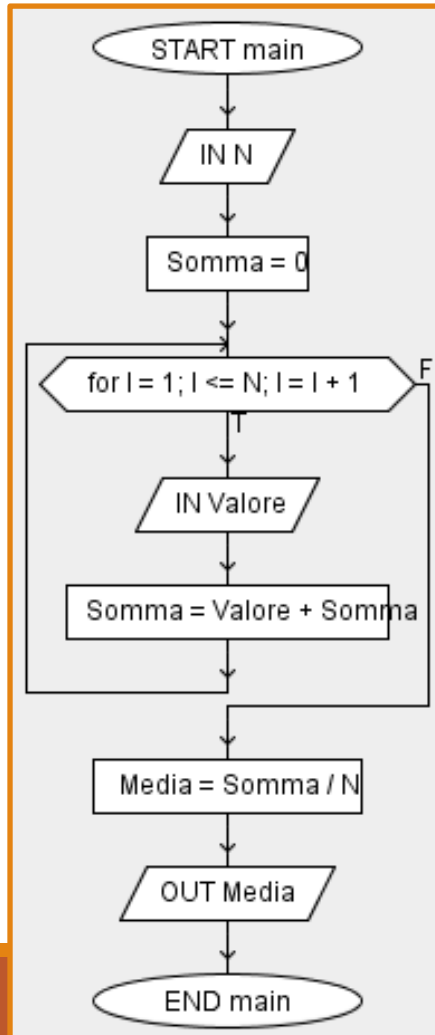 START main
IN N
Somma = 0
for I = 1; I <= N; I = I + 1
F
T
IN Valore
Somma = Valore + Somma
Media = Somma / N
OUT Media
END main